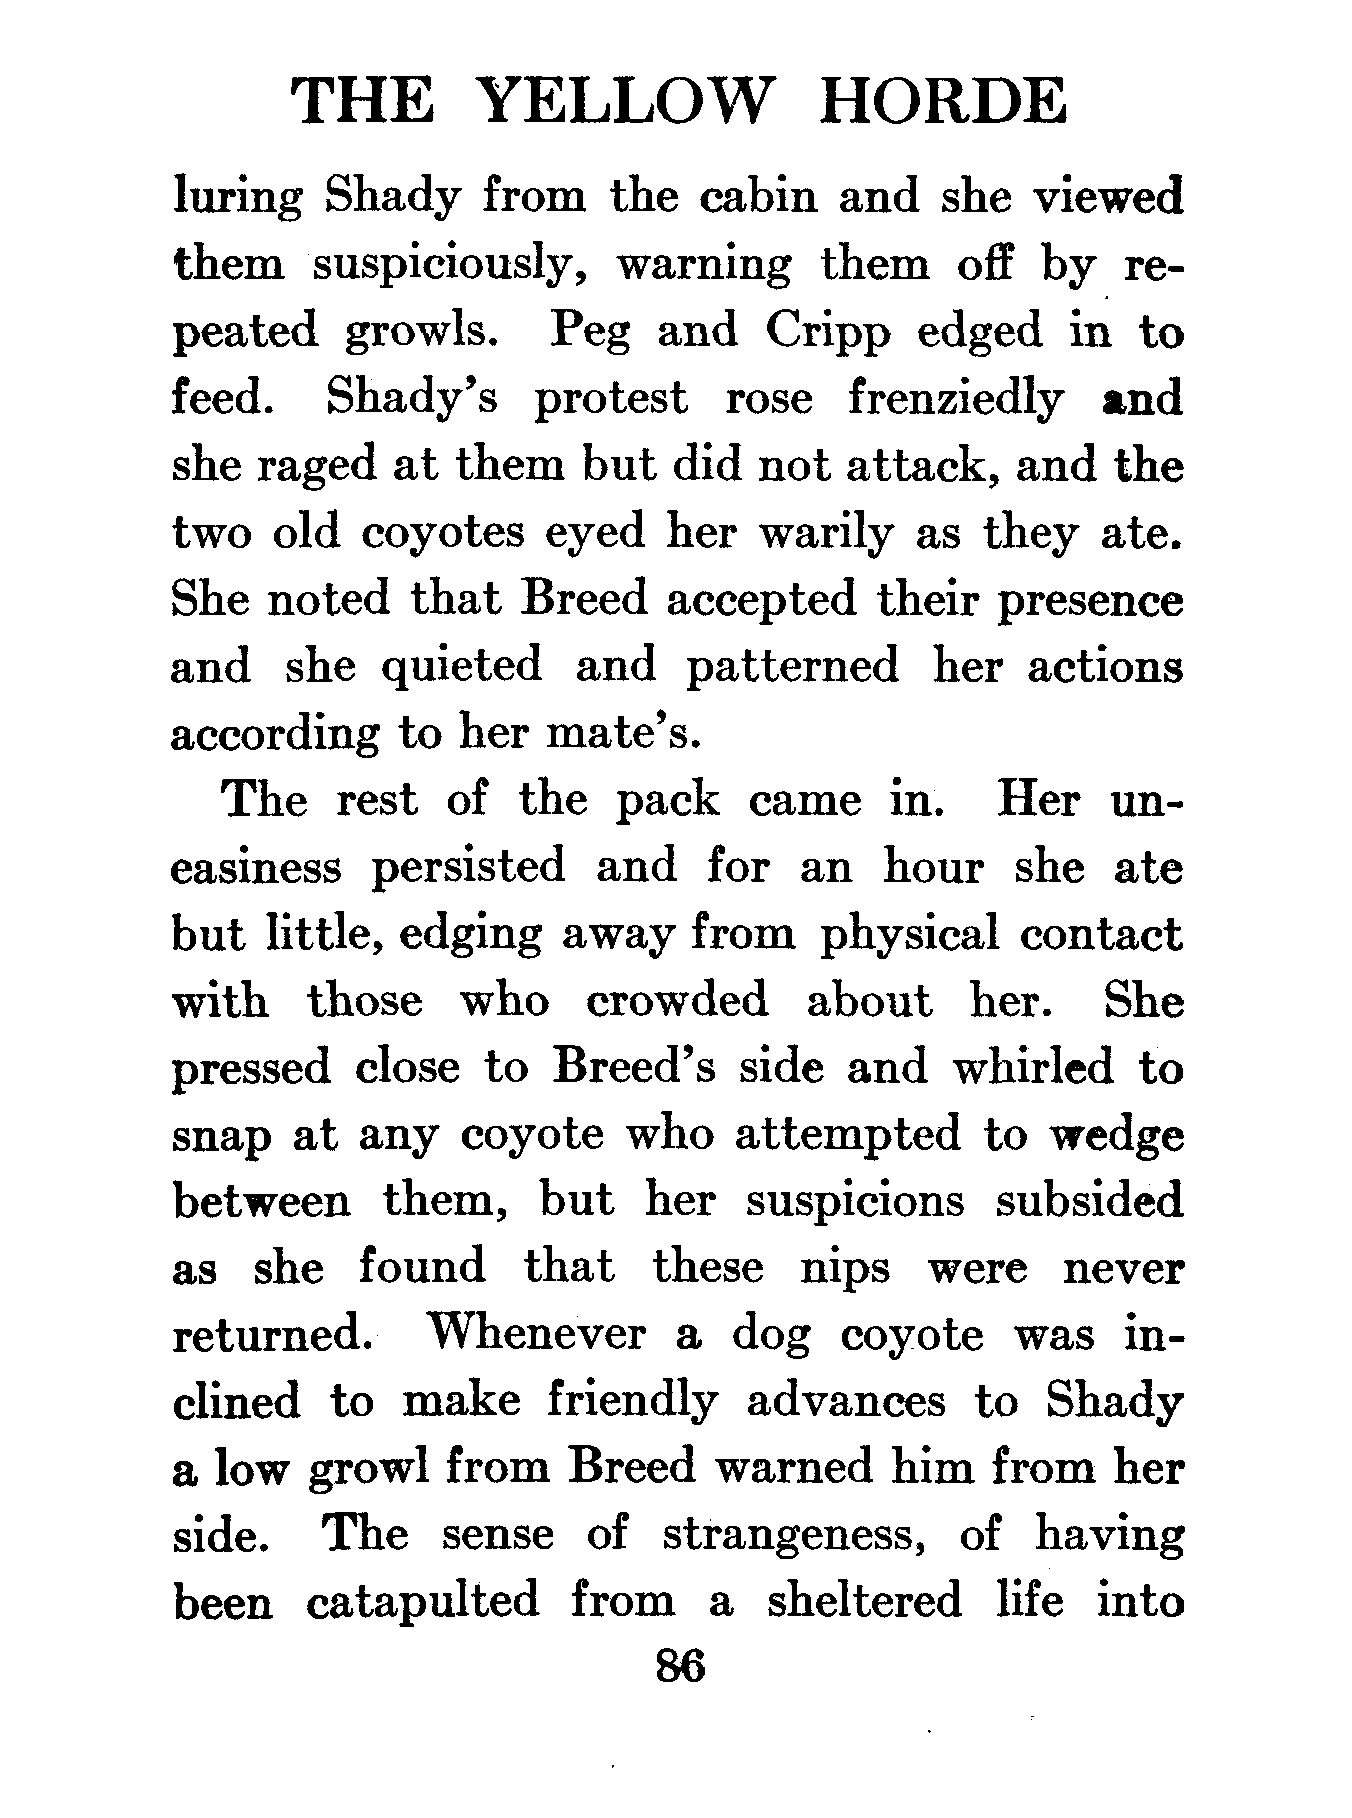 THE YELLOW HORDE
luring Shady from the cabin and she viewed
them suspiciously, warning them off by re-
peated growls. Peg and Cripp edged in to
feed. Shady's protest rose frenziedly and
she raged at them but did not attack, and the
two old coyotes eyed her warily as they ate.
She noted that Breed accepted their presence
and she quieted and patterned her actions
according to her mate's.
The rest of the pack came in. Her un-
easiness persisted and for an hour she ate
but little, edging away from physical contact
with those who crowded about her. She
pressed close to Breed's side and whirled to
snap at any coyote who attempted to wedge
between them, but her suspicions subsided
as she found that these nips were never
returned. Whenever a dog coyote was in-
clined to make friendly advances to Shady
a low growl from Breed warned him from her
side. The sense of strangeness, of having
been catapulted from a sheltered life into
86